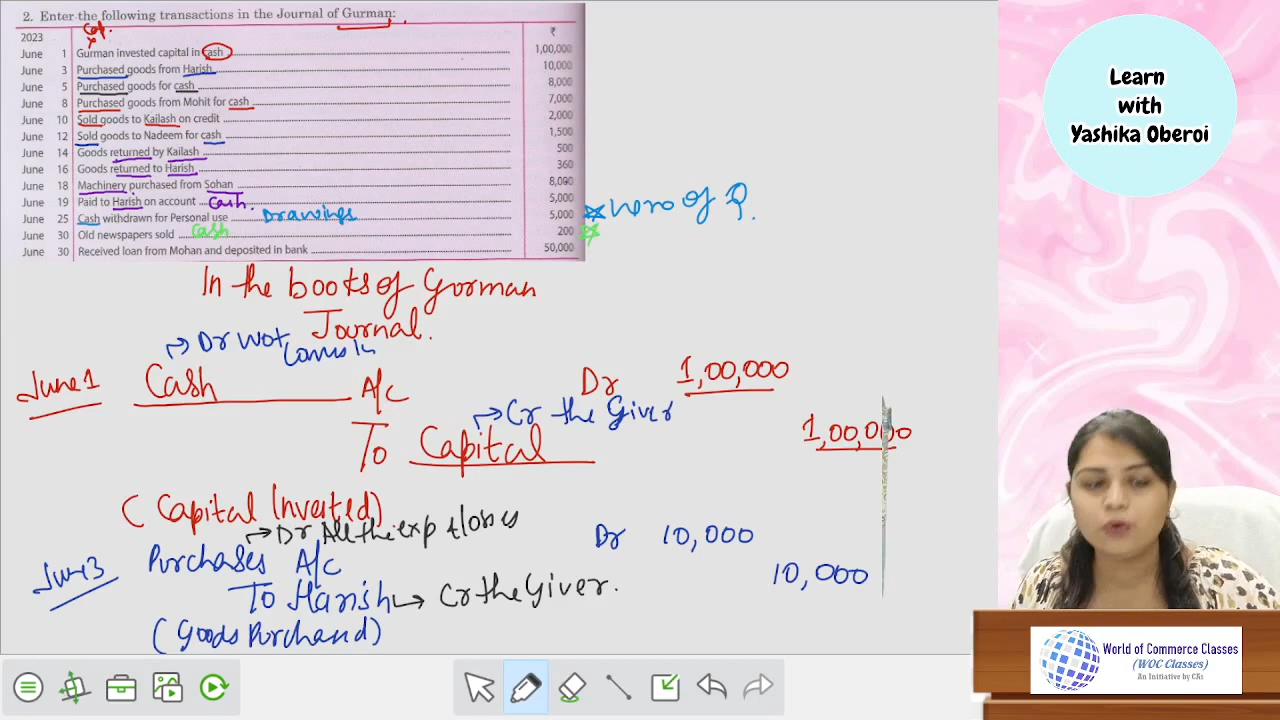 2. Enter the following transactions in the Journal of Gurman:
2023 ₹
Cap.
June 1 Gurman invested capital in cash 1,00,000
June 3 Purchased goods from Harish 10,000
June 5 Purchased goods for cash 8,000
June 8 Purchased goods from Mohit for cash 7,000
June 10 Sold goods to Kailash on credit 2,000
June 12 Sold goods to Nadeem for cash 1,500
June 14 Goods returned by Kailash 500
June 16 Goods returned to Harish 360
June 18 Machinery purchased from Sohan 8,000
June 19 Paid to Harish on account Cash. 5,000
June 25 Cash withdrawn for Personal use Drawings 5,000
Hero of Q.
June 30 Old newspapers sold Cash 200
June 30 Received loan from Mohan and deposited in bank 50,000
In the books of Gurman
Journal.
Dr wot comes In
June 1 Cash A/c Dr 1,00,000
Cr the Giver
To Capital 1,00,000
( Capital Invested)
Dr All the exp & losses
June 3 Purchases A/c Dr 10,000
To Harish Cr the Giver. 10,000
(Goods Purchased)
Learn
with
Yashika Oberoi
World of Commerce Classes
(WOC Classes)
An Initiative by CAs